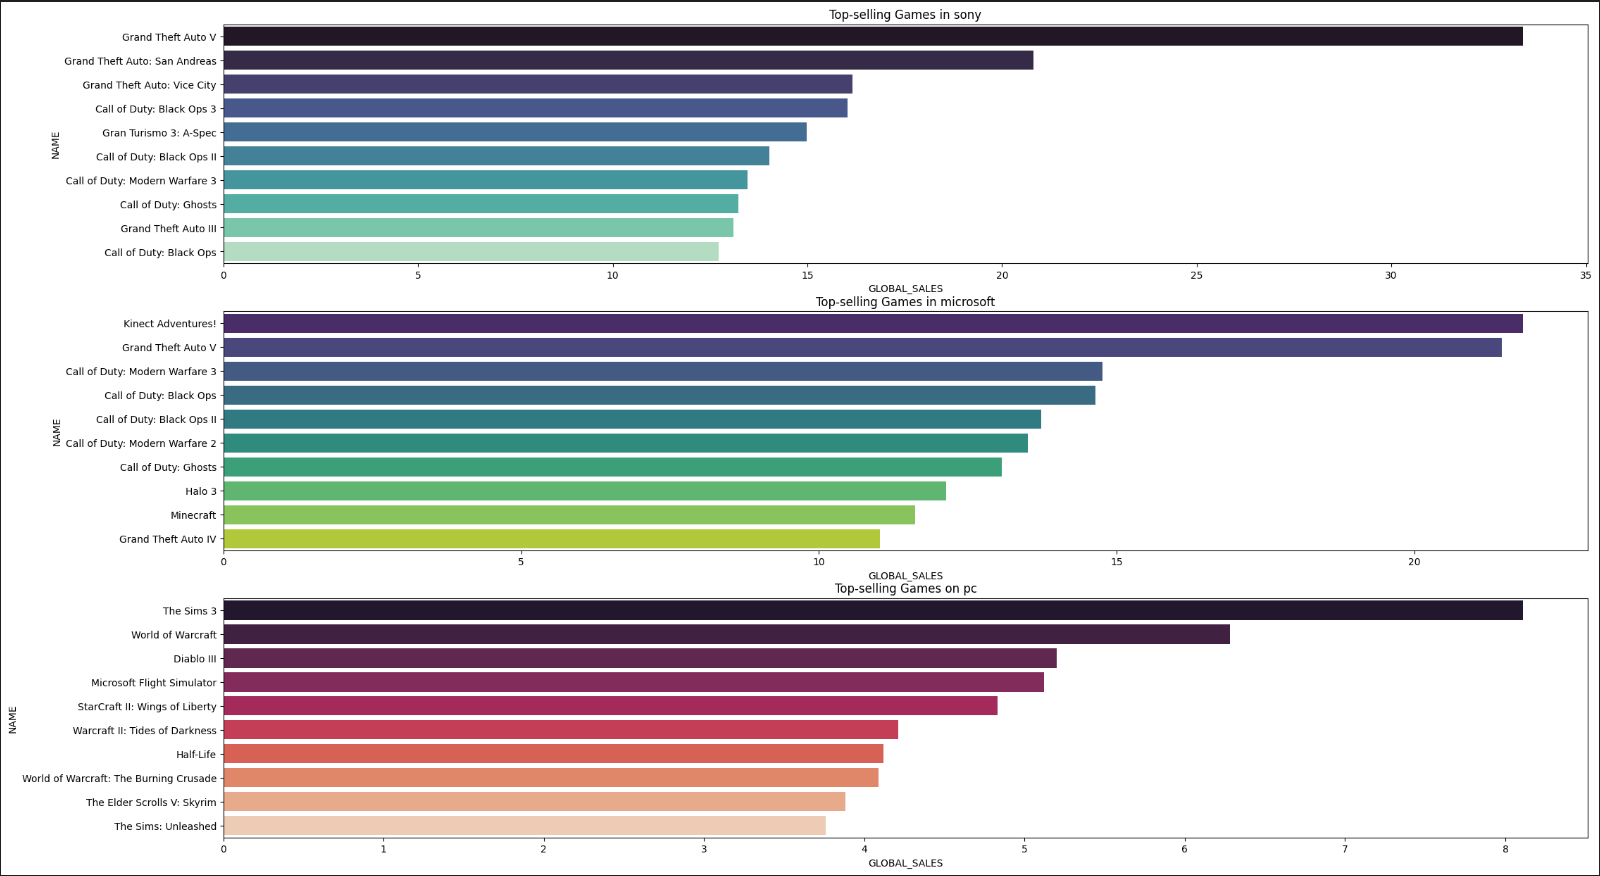 Top-selling Games in sony
NAME
Grand Theft Auto V
Grand Theft Auto: San Andreas
Grand Theft Auto: Vice City
Call of Duty: Black Ops 3
Gran Turismo 3: A-Spec
Call of Duty: Black Ops II
Call of Duty: Modern Warfare 3
Call of Duty: Ghosts
Grand Theft Auto III
Call of Duty: Black Ops
0 5 10 15 20 25 30 35
GLOBAL_SALES
Top-selling Games in microsoft
NAME
Kinect Adventures!
Grand Theft Auto V
Call of Duty: Modern Warfare 3
Call of Duty: Black Ops
Call of Duty: Black Ops II
Call of Duty: Modern Warfare 2
Call of Duty: Ghosts
Halo 3
Minecraft
Grand Theft Auto IV
0 5 10 15 20
GLOBAL_SALES
Top-selling Games on pc
NAME
The Sims 3
World of Warcraft
Diablo III
Microsoft Flight Simulator
StarCraft II: Wings of Liberty
Warcraft II: Tides of Darkness
Half-Life
World of Warcraft: The Burning Crusade
The Elder Scrolls V: Skyrim
The Sims: Unleashed
0 1 2 3 4 5 6 7 8
GLOBAL_SALES